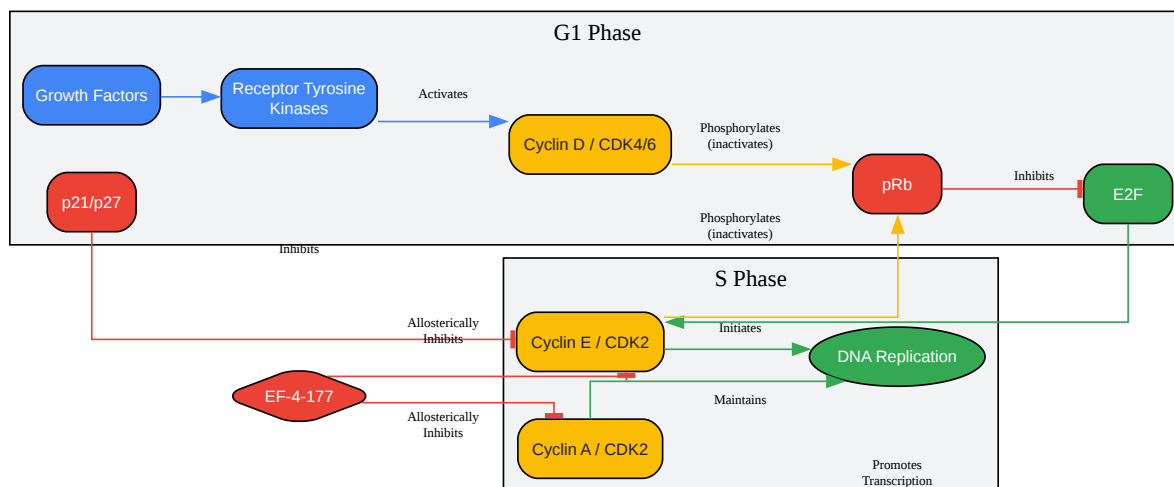 G1 Phase
Growth Factors
Receptor Tyrosine
Kinases
Activates
Cyclin D / CDK4/6
Phosphorylates
(inactivates)
pRb
Inhibits
E2F
p21/p27
Phosphorylates
(inactivates)
Inhibits
S Phase
Allosterically
Inhibits
Cyclin E / CDK2
Initiates
DNA Replication
EF-4-177
Maintains
Allosterically
Inhibits
Cyclin A / CDK2
Promotes
Transcription